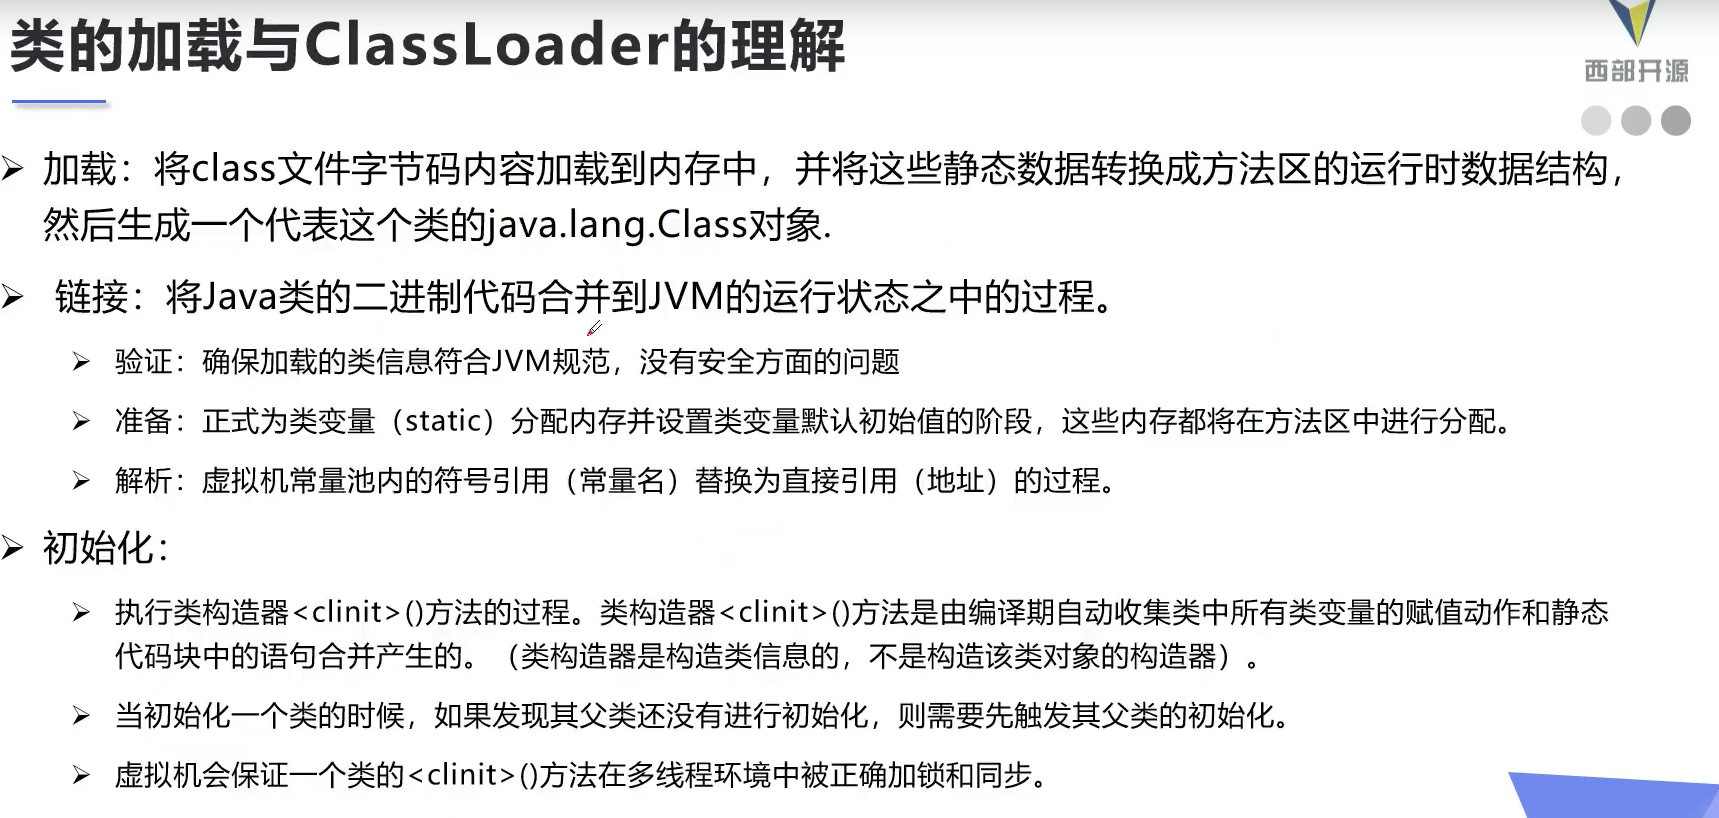 类的加载与ClassLoader的理解
西部开源
加载：将class文件字节码内容加载到内存中，并将这些静态数据转换成方法区的运行时数据结构，
然后生成一个代表这个类的java.lang.Class对象.
链接：将Java类的二进制代码合并到JVM的运行状态之中的过程。
验证：确保加载的类信息符合JVM规范，没有安全方面的问题
准备：正式为类变量（static）分配内存并设置类变量默认初始值的阶段，这些内存都将在方法区中进行分配。
解析：虚拟机常量池内的符号引用（常量名）替换为直接引用（地址）的过程。
初始化：
执行类构造器<clinit>()方法的过程。类构造器<clinit>()方法是由编译期自动收集类中所有类变量的赋值动作和静态
代码块中的语句合并产生的。（类构造器是构造类信息的，不是构造该类对象的构造器）。
当初始化一个类的时候，如果发现其父类还没有进行初始化，则需要先触发其父类的初始化。
虚拟机会保证一个类的<clinit>()方法在多线程环境中被正确加锁和同步。